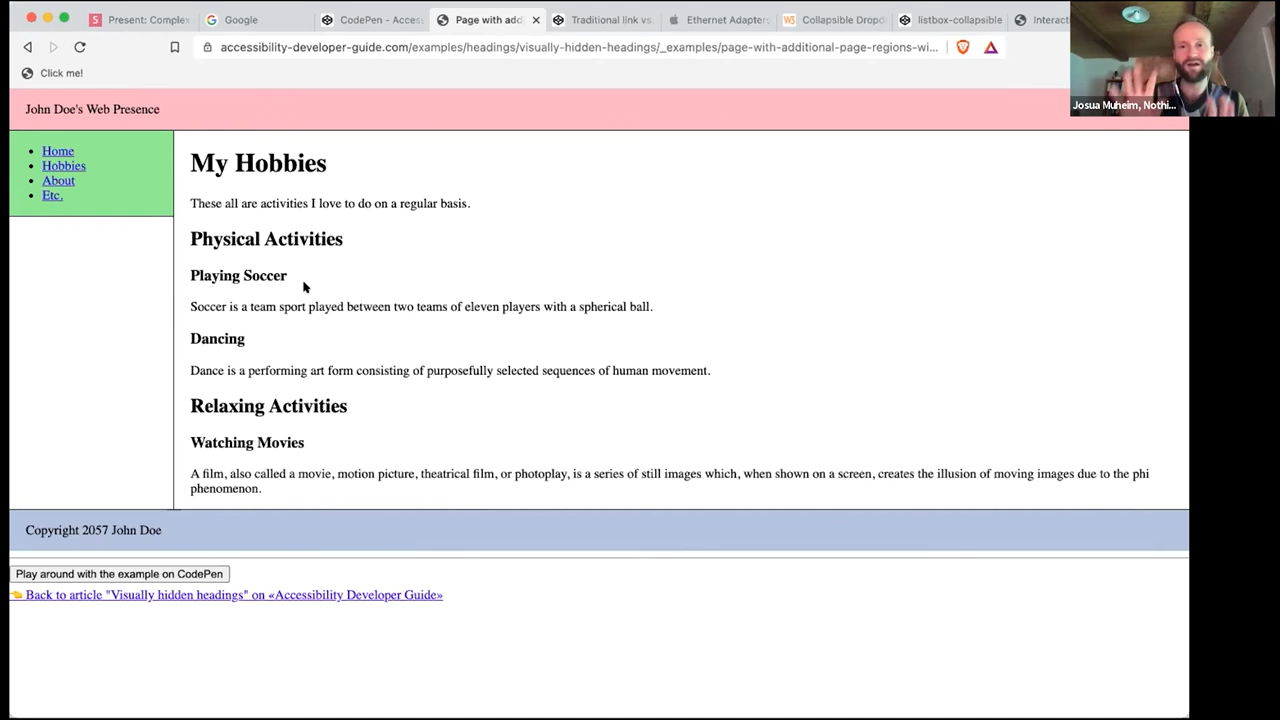 Present: Complex
Google
CodePen - Acces
Page with add
Traditional link vs.
Ethernet Adapters
Collapsible Dropd
listbox-collapsible
Interacti
accessibility-developer-guide.com/examples/headings/visually-hidden-headings/_examples/page-with-additional-page-regions-wi...
Click me!
Josua Muheim, Nothi...
John Doe's Web Presence
Home
Hobbies
About
Etc.
My Hobbies
These all are activities I love to do on a regular basis.
Physical Activities
Playing Soccer
Soccer is a team sport played between two teams of eleven players with a spherical ball.
Dancing
Dance is a performing art form consisting of purposefully selected sequences of human movement.
Relaxing Activities
Watching Movies
A film, also called a movie, motion picture, theatrical film, or photoplay, is a series of still images which, when shown on a screen, creates the illusion of moving images due to the phi
phenomenon.
Copyright 2057 John Doe
Play around with the example on CodePen
Back to article "Visually hidden headings" on «Accessibility Developer Guide»